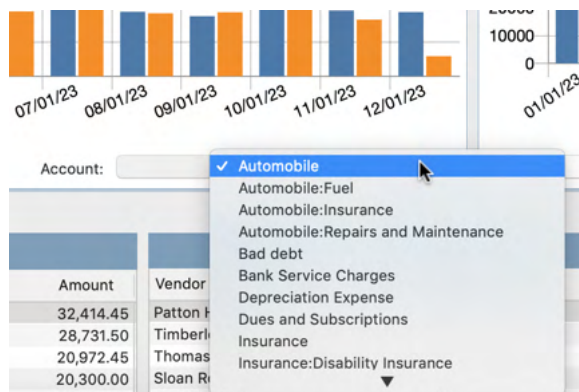 20000
10000
0
07/01/23 08/01/23 09/01/23 10/01/23 11/01/23 12/01/23
01/01/23
Account:
✓ Automobile
Automobile:Fuel
Automobile:Insurance
Automobile:Repairs and Maintenance
Bad debt
Bank Service Charges
Depreciation Expense
Dues and Subscriptions
Insurance
Insurance:Disability Insurance
Amount Vendor
32,414.45 Patton
28,731.50
20,972.45 Thomas
20,300.00 Sloan